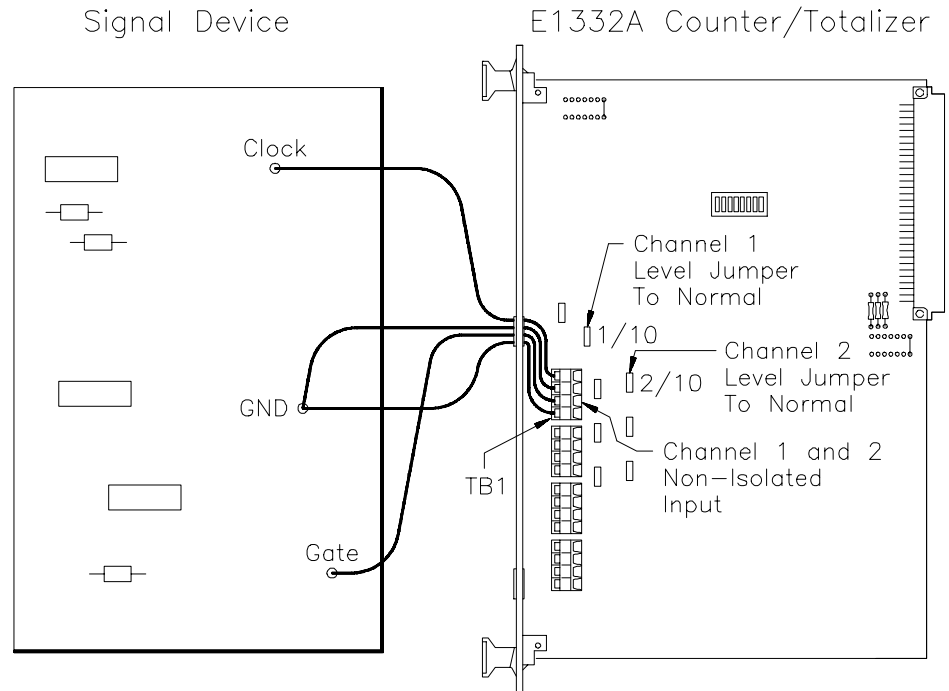 Signal Device
E1332A Counter/Totalizer
Clock
Channel 1
Level Jumper
To Normal
1/10
Channel 2
Level Jumper
To Normal
2/10
GND
TB1
Channel 1 and 2
Non-Isolated
Input
Gate